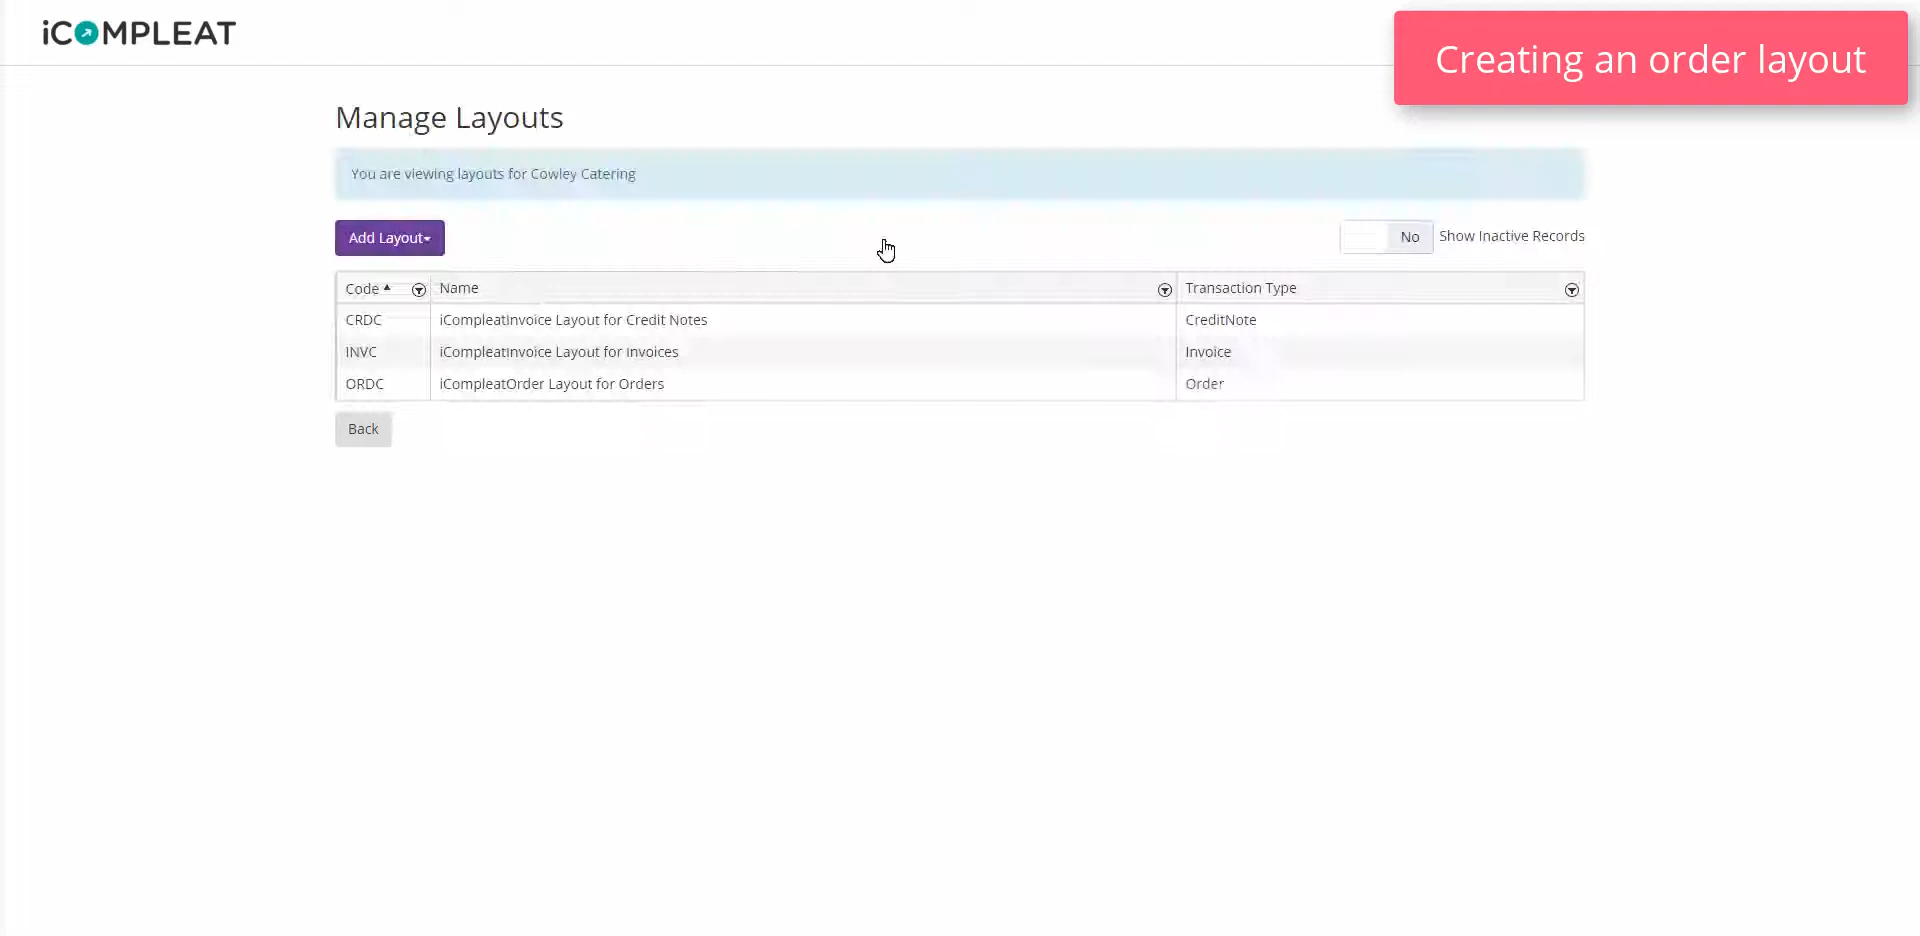 iCOMPLEAT
Creating an order layout
Manage Layouts
You are viewing layouts for Cowley Catering
Add Layout
No Show Inactive Records
Code Name Transaction Type
CRDC iCompleatInvoice Layout for Credit Notes CreditNote
INVC iCompleatInvoice Layout for Invoices Invoice
ORDC iCompleatOrder Layout for Orders Order
Back